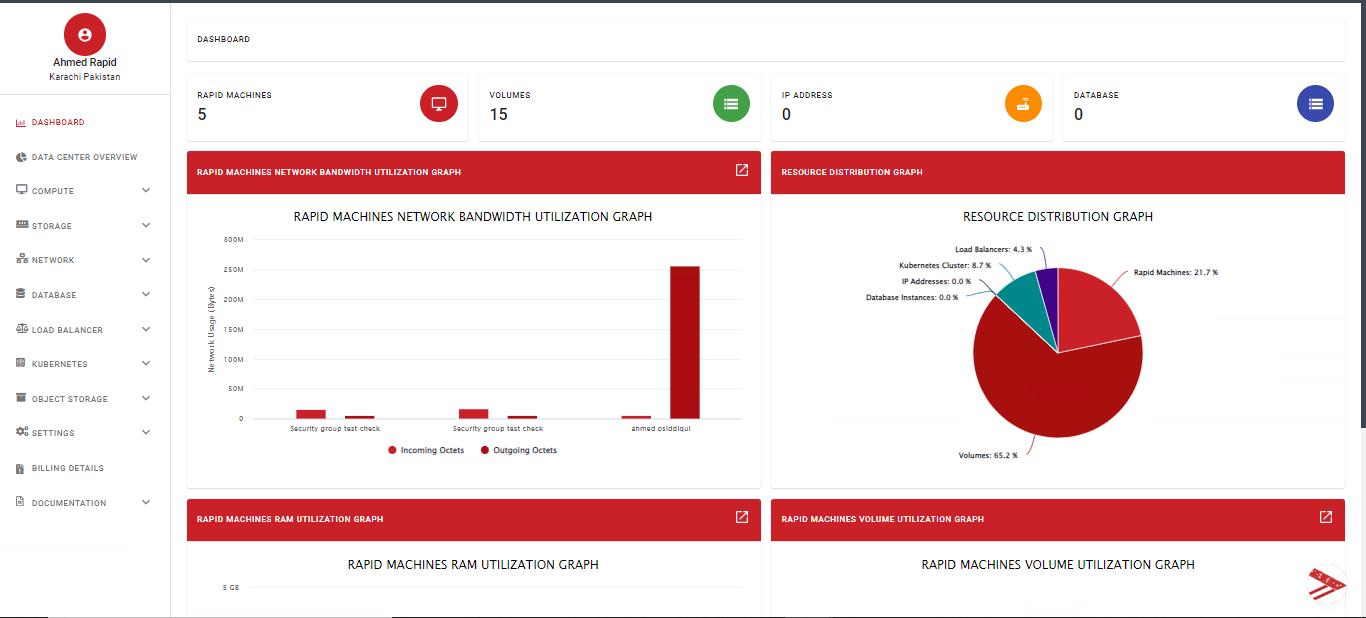 Ahmed Rapid
Karachi Pakistan
DASHBOARD
DATA CENTER OVERVIEW
COMPUTE
STORAGE
NETWORK
DATABASE
LOAD BALANCER
KUBERNETES
OBJECT STORAGE
SETTINGS
BILLING DETAILS
DOCUMENTATION
DASHBOARD
RAPID MACHINES
5
VOLUMES
15
IP ADDRESS
0
DATABASE
0
RAPID MACHINES NETWORK BANDWIDTH UTILIZATION GRAPH
RAPID MACHINES NETWORK BANDWIDTH UTILIZATION GRAPH
Network Usage (Bytes)
300M
250M
200M
150M
100M
50M
0
Security group test check
Security group test check
ahmed osiddiqui
Incoming Octets
Outgoing Octets
RESOURCE DISTRIBUTION GRAPH
RESOURCE DISTRIBUTION GRAPH
Load Balancers: 4.3 %
Kubernetes Cluster: 8.7 %
IP Addresses: 0.0 %
Database Instances: 0.0 %
Rapid Machines: 21.7 %
Volumes: 65.2 %
RAPID MACHINES RAM UTILIZATION GRAPH
RAPID MACHINES RAM UTILIZATION GRAPH
5 GB
RAPID MACHINES VOLUME UTILIZATION GRAPH
RAPID MACHINES VOLUME UTILIZATION GRAPH